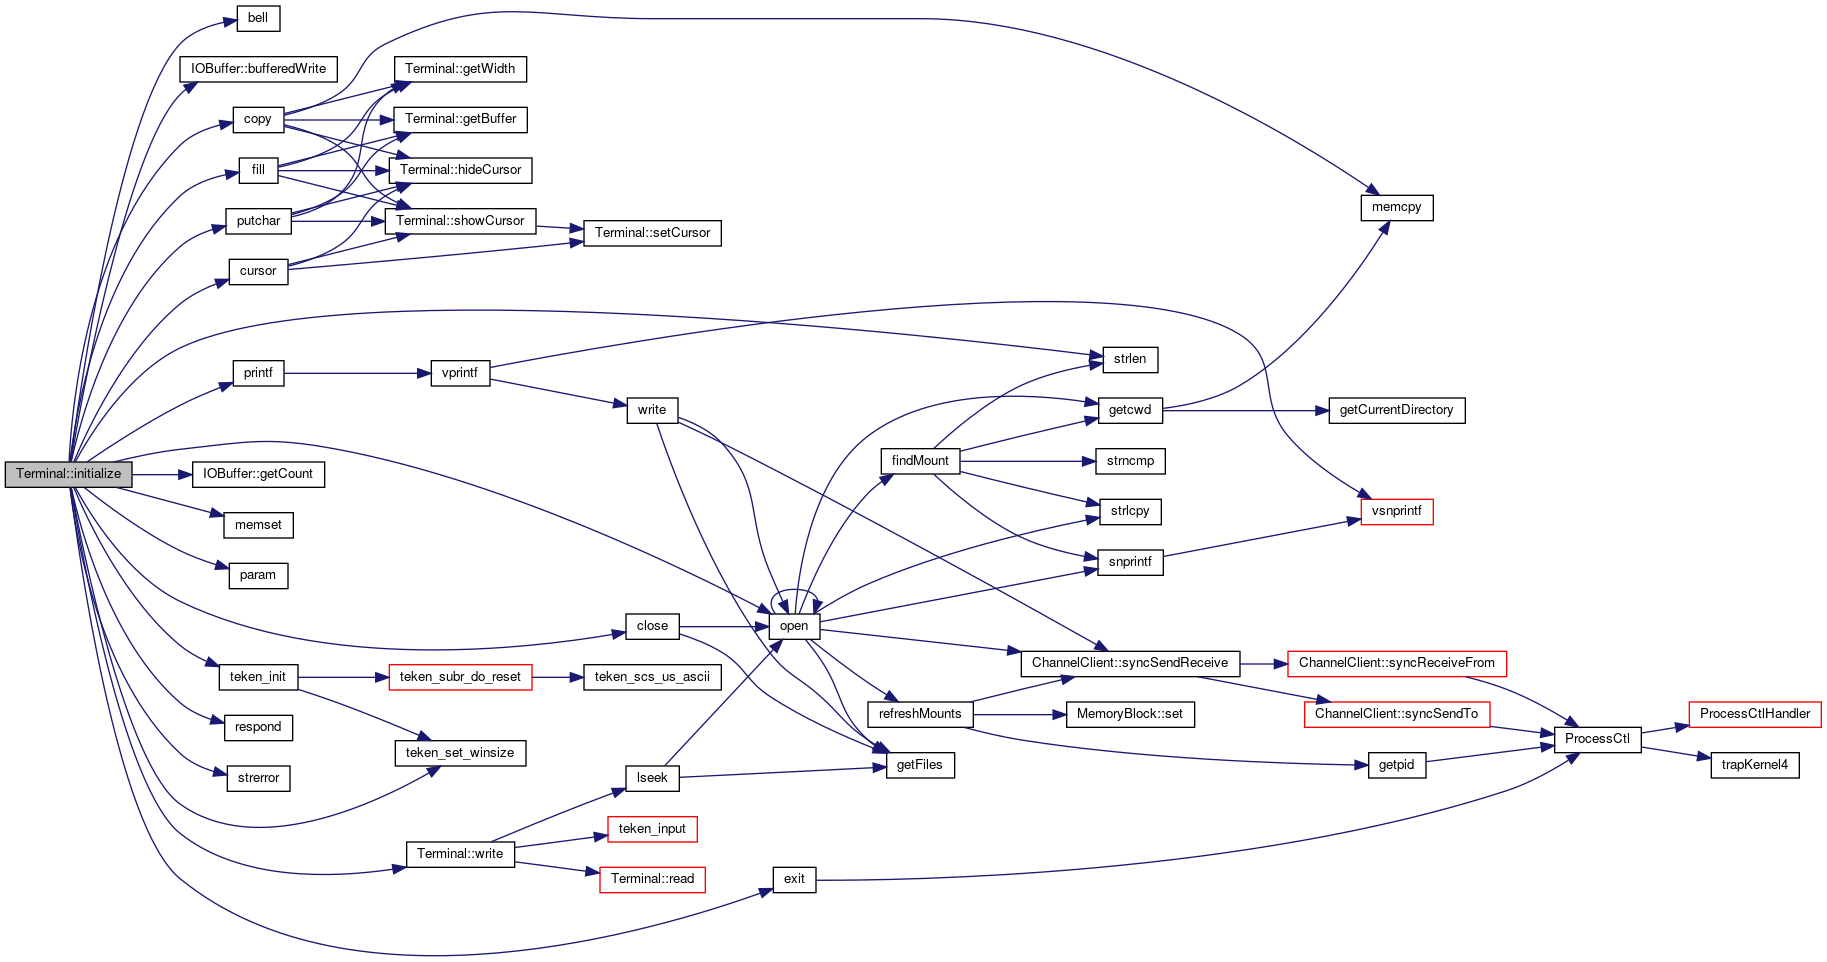 bell
IOBuffer::bufferedWrite
Terminal::getWidth
copy
Terminal::getBuffer
fill
Terminal::hideCursor
memcpy
putchar
Terminal::showCursor
Terminal::setCursor
cursor
strlen
printf
vprintf
write
getcwd
getCurrentDirectory
findMount
strncmp
Terminal::initialize
IOBuffer::getCount
strlcpy
vsnprintf
memset
snprintf
param
close
open
ChannelClient::syncSendReceive
ChannelClient::syncReceiveFrom
teken_init
teken_subr_do_reset
teken_scs_us_ascii
refreshMounts
MemoryBlock::set
ChannelClient::syncSendTo
ProcessCtlHandler
respond
ProcessCtl
teken_set_winsize
getFiles
getpid
trapKernel4
strerror
lseek
teken_input
Terminal::write
Terminal::read
exit